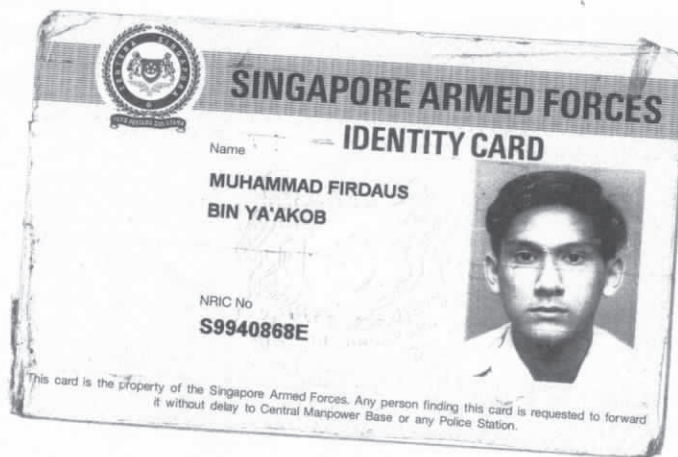 SINGAPORE ARMED FORCES
IDENTITY CARD
Name
MUHAMMAD FIRDAUS
BIN YA'AKOB
NRIC No
S9940868E
This card is the property of the Singapore Armed Forces. Any person finding this card is requested to forward
it without delay to Central Manpower Base or any Police Station.